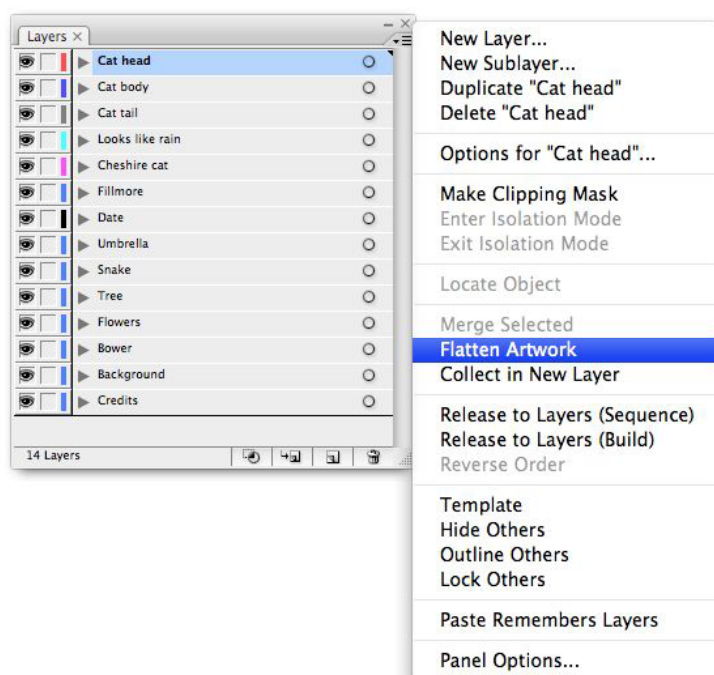 Layers ×
Cat head
Cat body
Cat tail
Looks like rain
Cheshire cat
Fillmore
Date
Umbrella
Snake
Tree
Flowers
Bower
Background
Credits
14 Layers
New Layer...
New Sublayer...
Duplicate "Cat head"
Delete "Cat head"
Options for "Cat head"...
Make Clipping Mask
Enter Isolation Mode
Exit Isolation Mode
Locate Object
Merge Selected
Flatten Artwork
Collect in New Layer
Release to Layers (Sequence)
Release to Layers (Build)
Reverse Order
Template
Hide Others
Outline Others
Lock Others
Paste Remembers Layers
Panel Options...